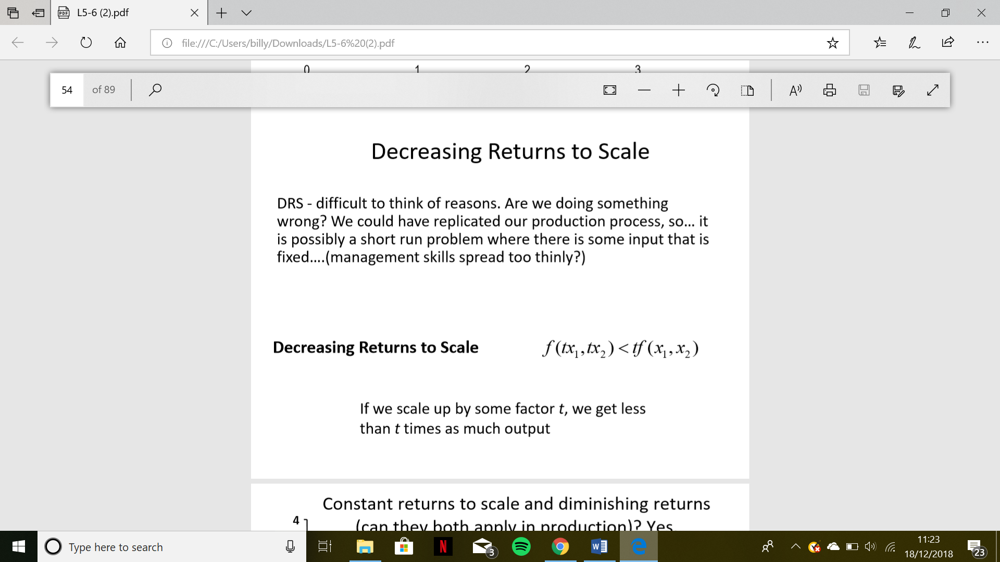 L5-6 (2).pdf
file:///C:/Users/billy/Downloads/L5-6%20(2).pdf
0 1 2 3
54 of 89
Decreasing Returns to Scale
DRS - difficult to think of reasons. Are we doing something
wrong? We could have replicated our production process, so... it
is possibly a short run problem where there is some input that is
fixed....(management skills spread too thinly?)
Decreasing Returns to Scale f(tx₁,tx₂)<tf(x₁,x₂)
If we scale up by some factor t, we get less
than t times as much output
Constant returns to scale and diminishing returns
4 (can they both apply in production)? Yes
Type here to search
3
11:23
18/12/2018
23